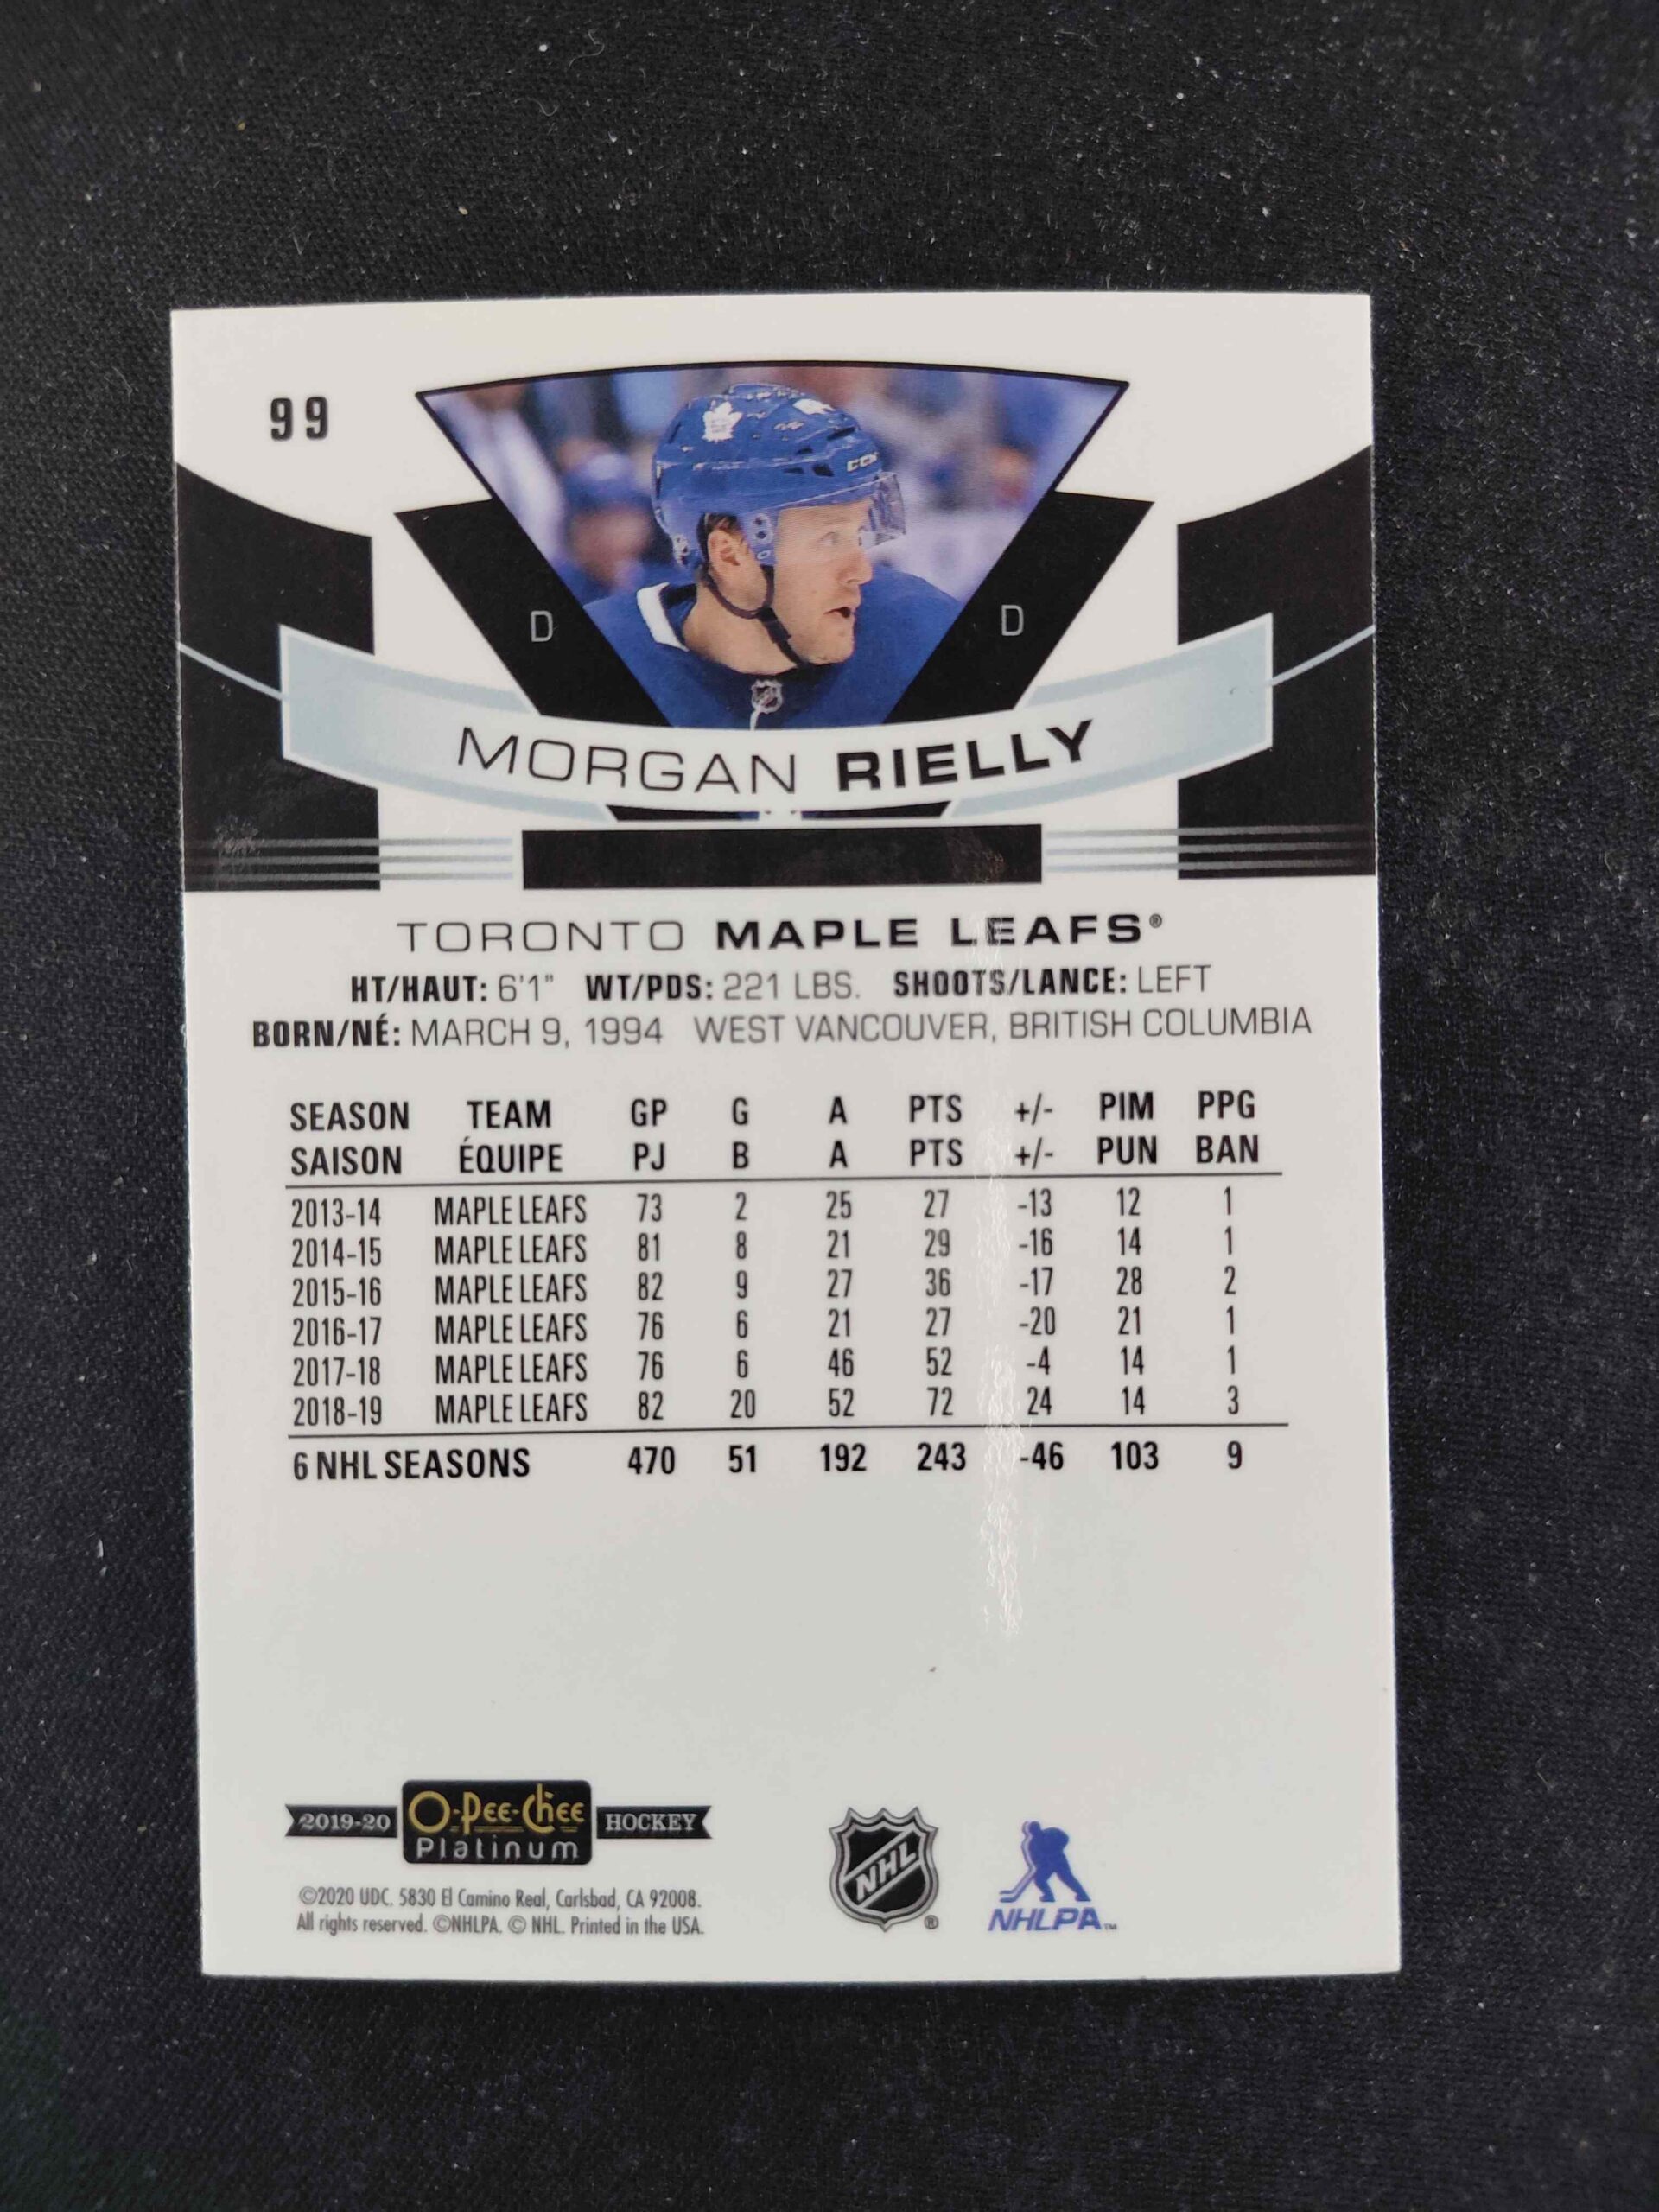 99
CCM
D D
MORGAN RIELLY
TORONTO MAPLE LEAFS®
HT/HAUT: 6'1" WT/PDS: 221 LBS. SHOOTS/LANCE: LEFT
BORN/NÉ: MARCH 9, 1994 WEST VANCOUVER, BRITISH COLUMBIA
SEASON TEAM GP G A PTS +/- PIM PPG
SAISON ÉQUIPE PJ B A PTS +/- PUN BAN
2013-14 MAPLE LEAFS 73 2 25 27 -13 12 1
2014-15 MAPLE LEAFS 81 8 21 29 -16 14 1
2015-16 MAPLE LEAFS 82 9 27 36 -17 28 2
2016-17 MAPLE LEAFS 76 6 21 27 -20 21 1
2017-18 MAPLE LEAFS 76 6 46 52 -4 14 1
2018-19 MAPLE LEAFS 82 20 52 72 24 14 3
6 NHL SEASONS 470 51 192 243 -46 103 9
2019-20 O-Pee-Chee HOCKEY
Platinum
©2020 UDC. 5830 El Camino Real, Carlsbad, CA 92008.
All rights reserved. ©NHLPA. © NHL. Printed in the USA.
NHL ®
NHLPA™